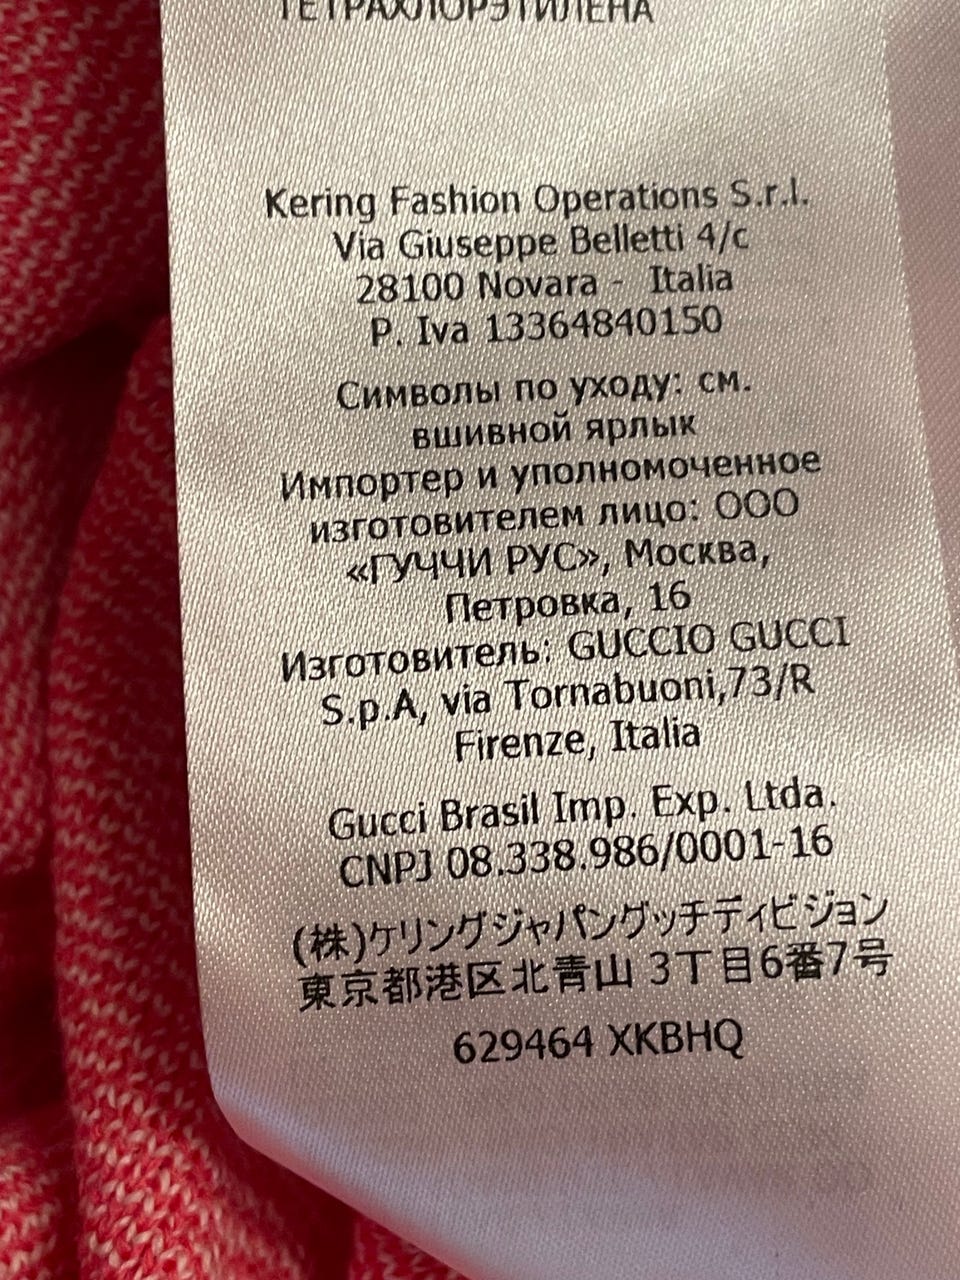 ТЕТРАХЛОРЭТИЛЕНА
Kering Fashion Operations S.r.l.
Via Giuseppe Belletti 4/c
28100 Novara - Italia
P. Iva 13364840150
Символы по уходу: см.
вшивной ярлык
Импортер и уполномоченное
изготовителем лицо: ООО
«ГУЧЧИ РУС», Москва,
Петровка, 16
Изготовитель: GUCCIO GUCCI
S.p.A, via Tornabuoni,73/R
Firenze, Italia
Gucci Brasil Imp. Exp. Ltda.
CNPJ 08.338.986/0001-16
(株)ケリングジャパングッチディビジョン
東京都港区北青山 3丁目6番7号
629464 XKBHQ